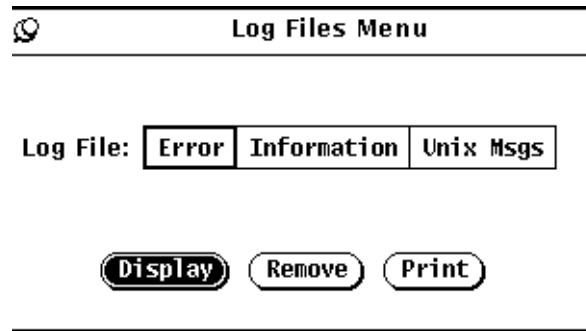 Log Files Menu
Log File: Error Information Unix Msgs
Display Remove Print